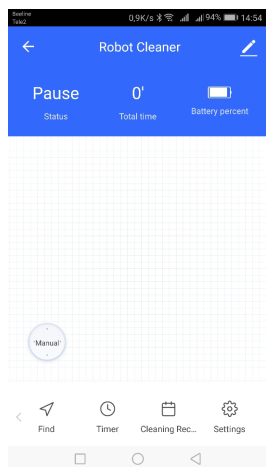 Beeline
Tele2
0,9K/s
94%
14:54
Robot Cleaner
Pause
0'
Status
Total time
Battery percent
'Manual'
Find
Timer
Cleaning Rec...
Settings